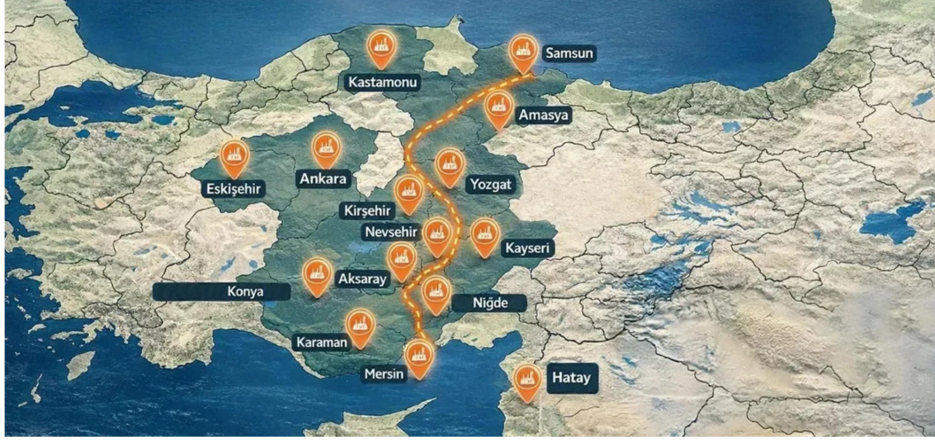 Samsun
Kastamonu
Amasya
Ankara
Eskişehir
Yozgat
Kirşehir
Nevsehir
Kayseri
Aksaray
Konya
Niğde
Karaman
Mersin
Hatay